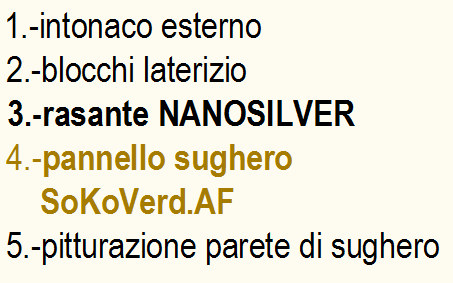 1.-intonaco esterno
2.-blocchi laterizio
3.-rasante NANOSILVER
4.-pannello sughero
SoKoVerd.AF
5.-pitturazione parete di sughero